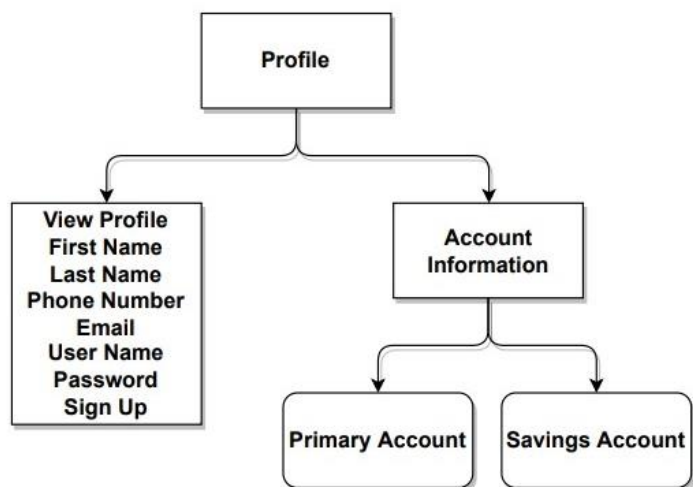 Profile
View Profile
First Name
Last Name
Phone Number
Email
User Name
Password
Sign Up
Account
Information
Primary Account
Savings Account